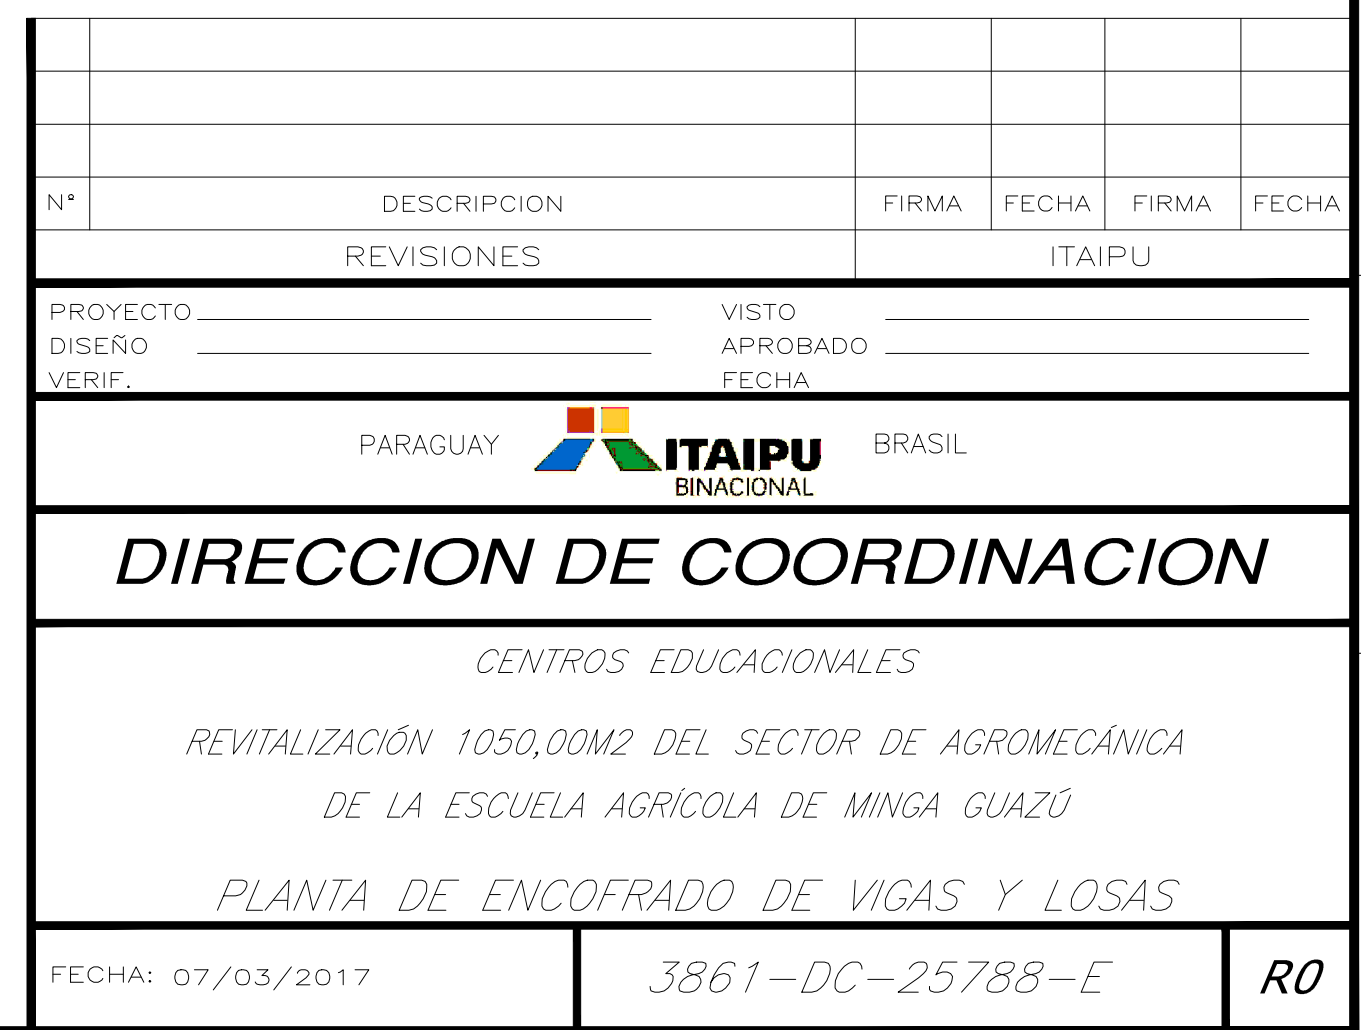 Nº DESCRIPCION FIRMA FECHA FIRMA FECHA
REVISIONES ITAIPU
PROYECTO VISTO
DISEÑO APROBADO
VERIF. FECHA
PARAGUAY ITAIPU BRASIL
BINACIONAL
DIRECCION DE COORDINACION
CENTROS EDUCACIONALES
REVITALIZACIÓN 1050,00M2 DEL SECTOR DE AGROMECÁNICA
DE LA ESCUELA AGRÍCOLA DE MINGA GUAZÚ
PLANTA DE ENCOFRADO DE VIGAS Y LOSAS
FECHA: 07/03/2017 3861-DC-25788-E R0